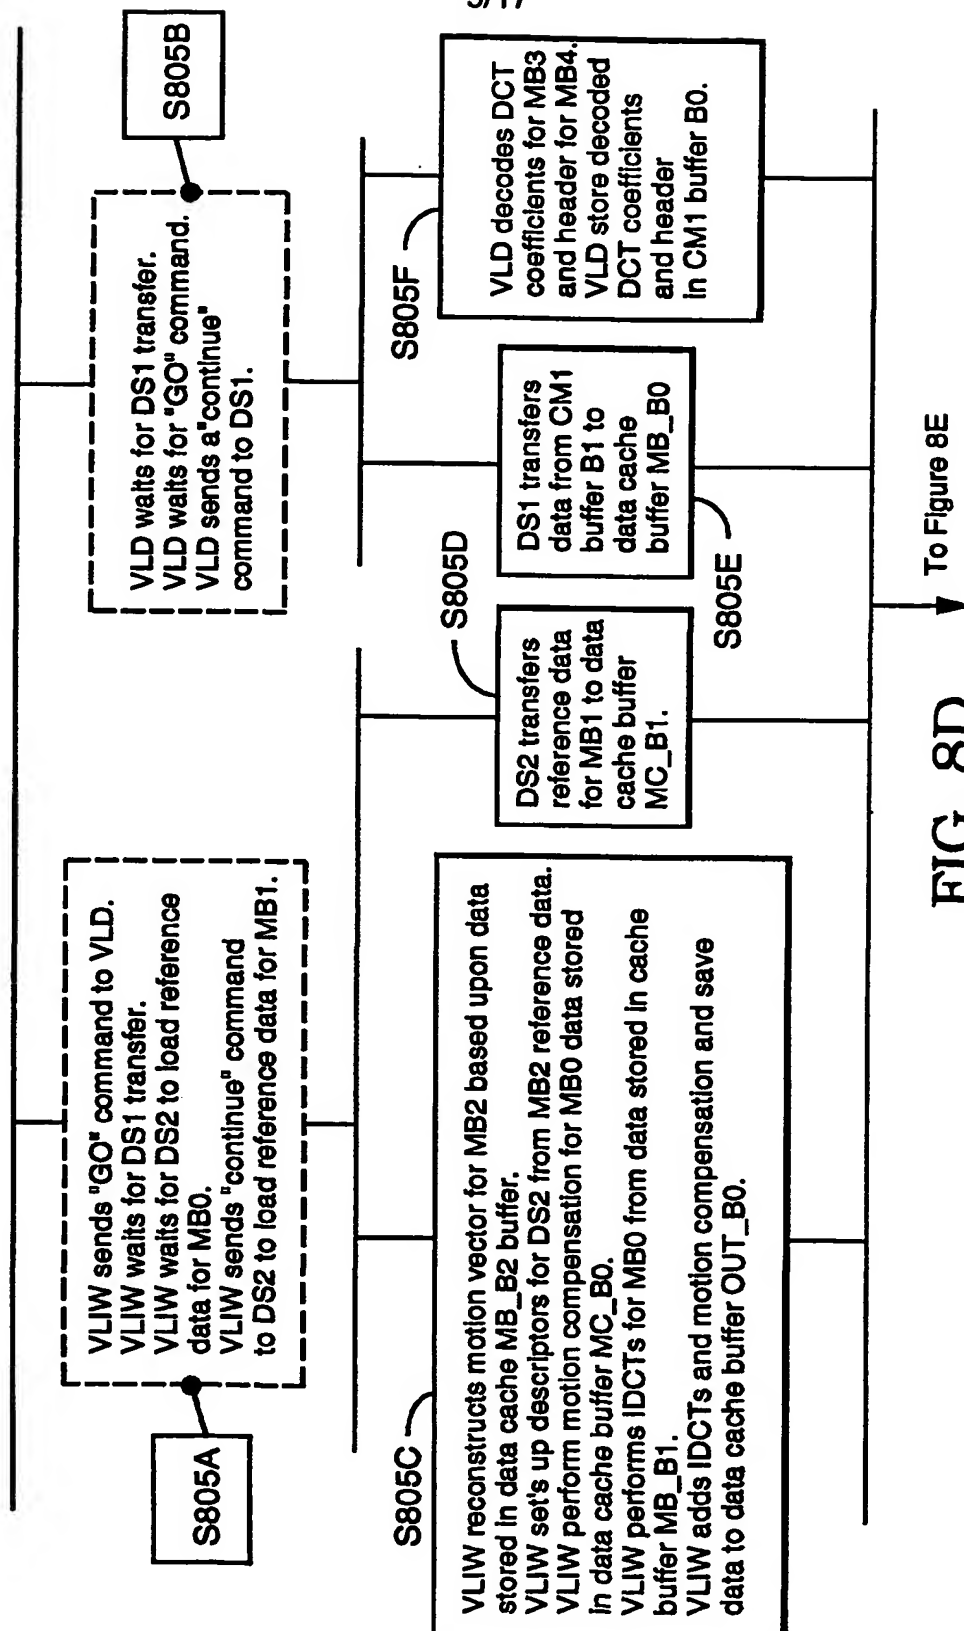 S805A
VLIW sends "GO" command to VLD.
VLIW waits for DS1 transfer.
VLIW waits for DS2 to load reference
data for MB0.
VLIW sends "continue" command
to DS2 to load reference data for MB1.
VLD waits for DS1 transfer.
VLD waits for "GO" command.
VLD sends a"continue"
command to DS1.
S805B
S805C
VLIW reconstructs motion vector for MB2 based upon data
stored in data cache MB_B2 buffer.
VLIW set's up descriptors for DS2 from MB2 reference data.
VLIW perform motion compensation for MB0 data stored
in data cache buffer MC_B0.
VLIW performs IDCTs for MB0 from data stored in cache
buffer MB_B1.
VLIW adds IDCTs and motion compensation and save
data to data cache buffer OUT_B0.
S805D
DS2 transfers
reference data
for MB1 to data
cache buffer
MC_B1.
DS1 transfers
data from CM1
buffer B1 to
data cache
buffer MB_B0
S805E
S805F
VLD decodes DCT
coefficients for MB3
and header for MB4.
VLD store decoded
DCT coefficients
and header
in CM1 buffer B0.
To Figure 8E
FIG. 8D